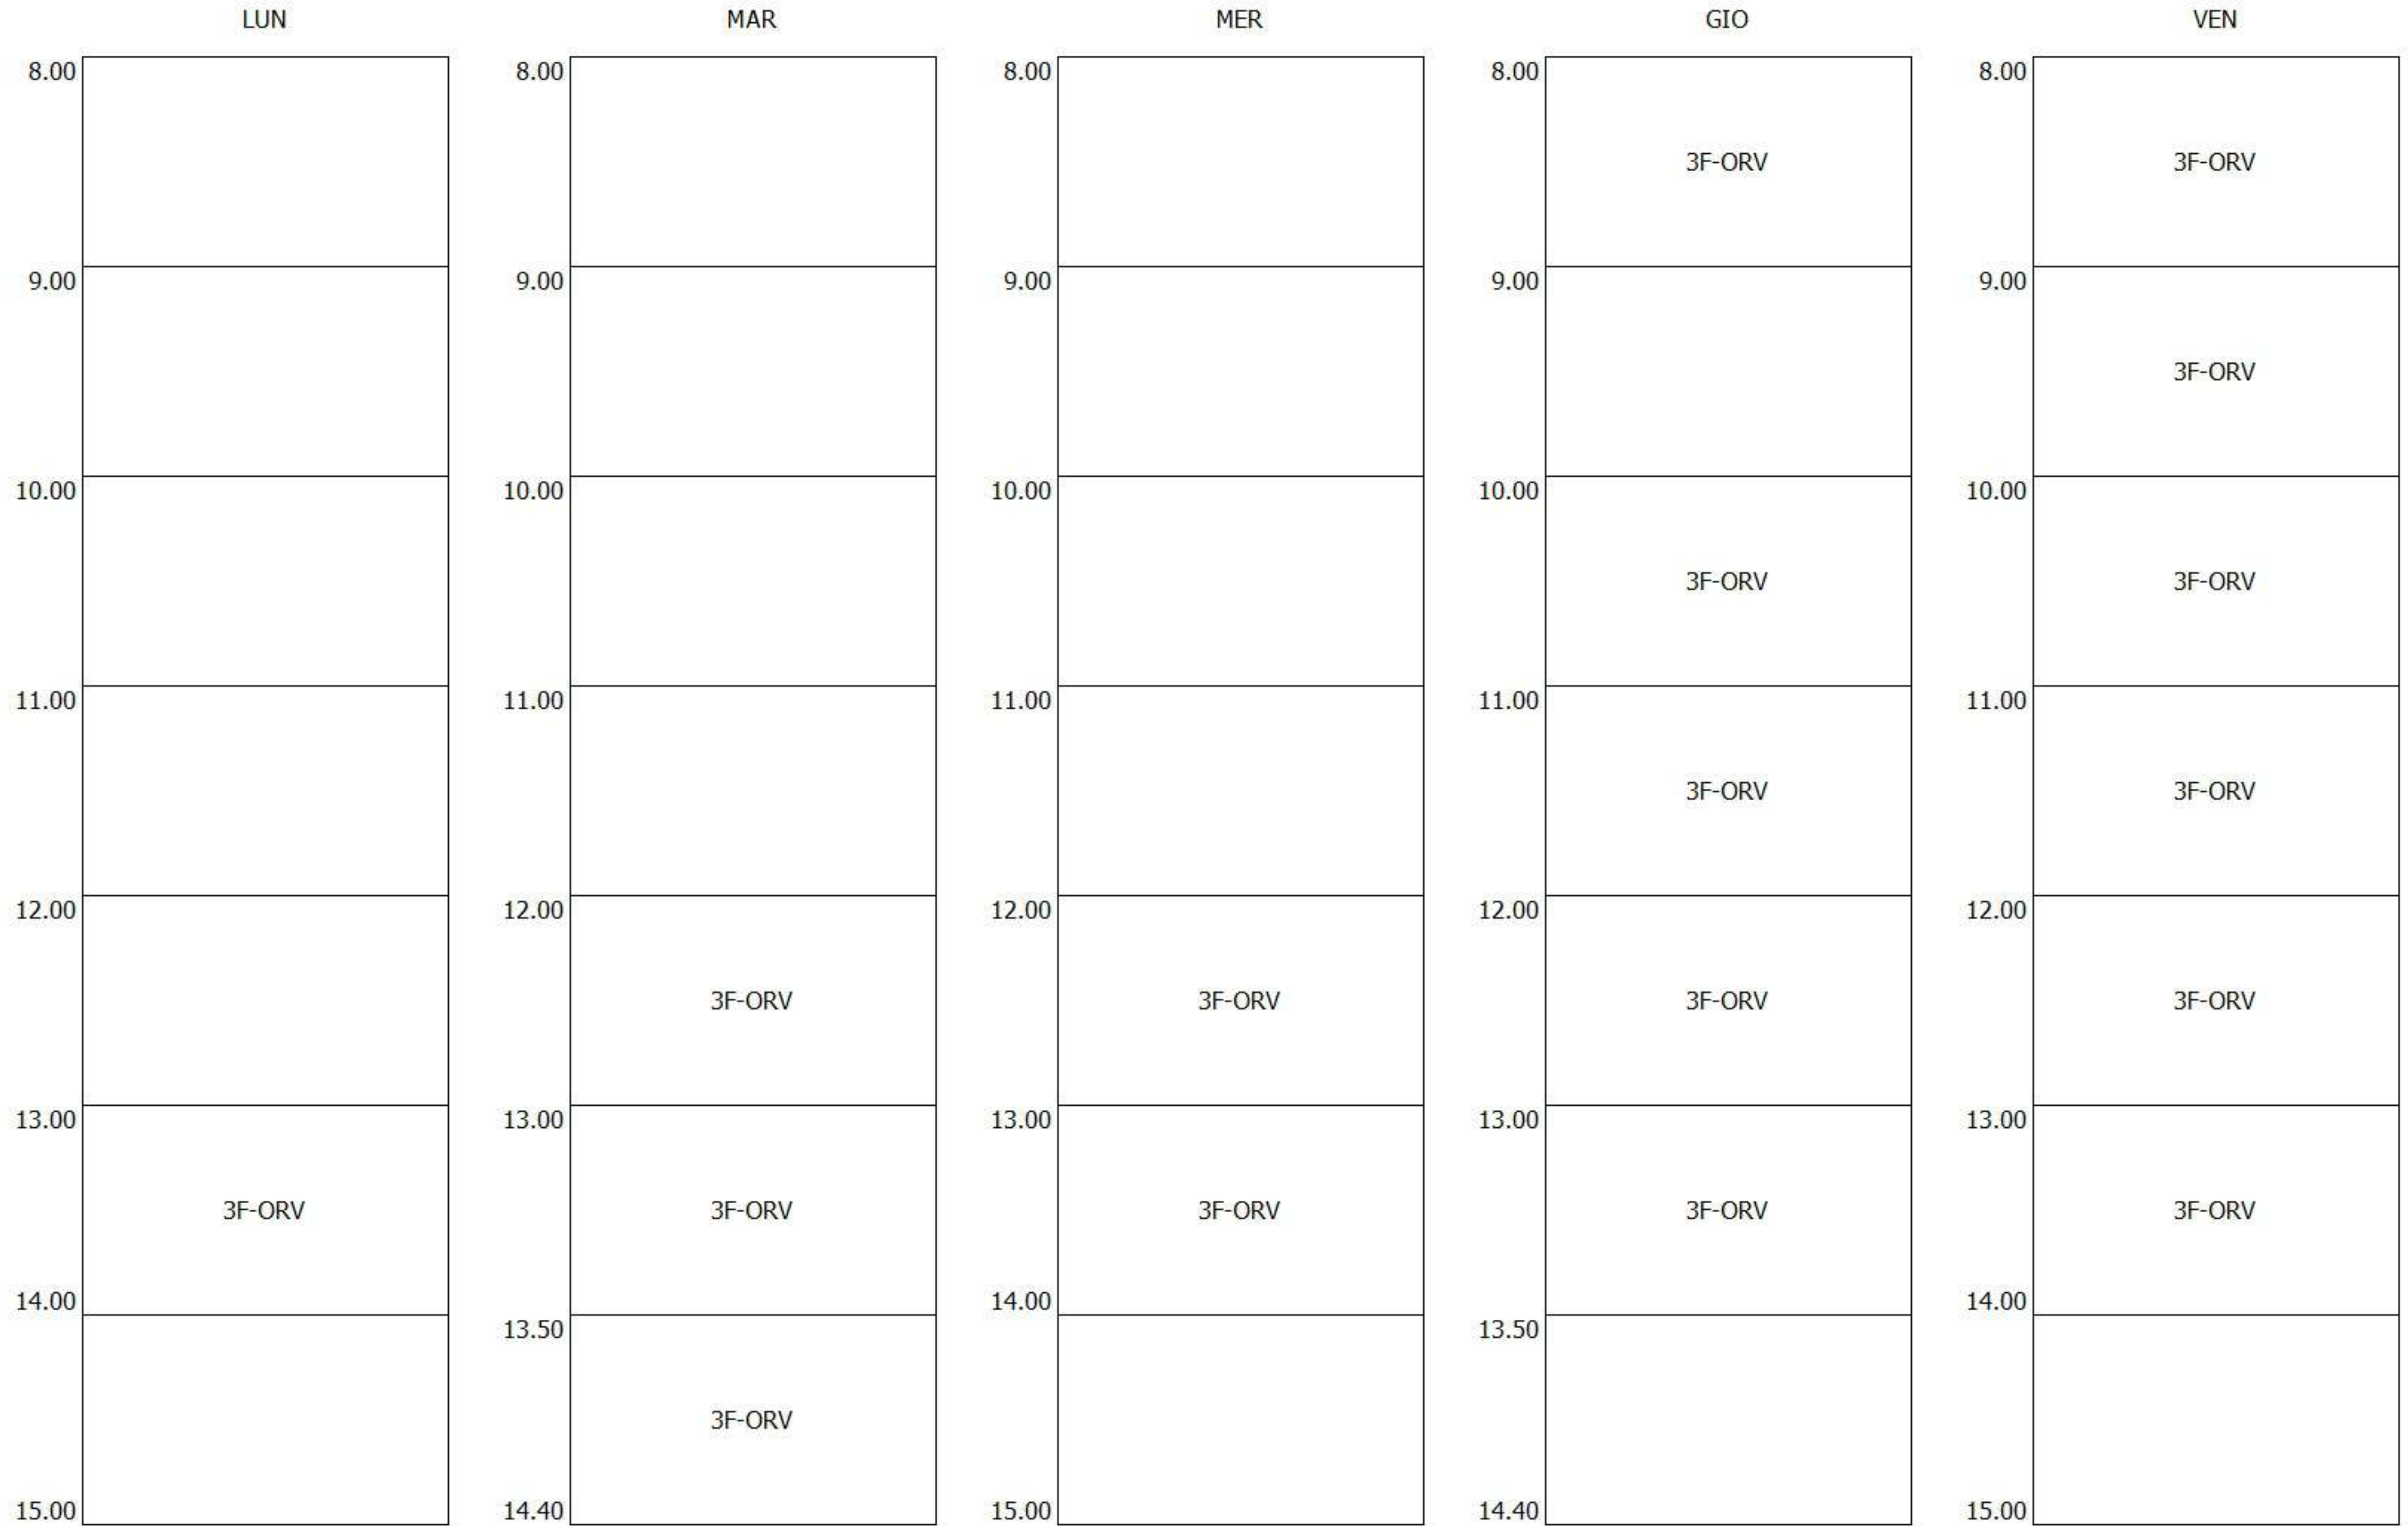 LUN MAR MER GIO VEN
8.00 8.00 8.00 8.00 8.00
3F-ORV 3F-ORV
9.00 9.00 9.00 9.00 9.00
3F-ORV
10.00 10.00 10.00 10.00 10.00
3F-ORV 3F-ORV
11.00 11.00 11.00 11.00 11.00
3F-ORV 3F-ORV
12.00 12.00 12.00 12.00 12.00
3F-ORV 3F-ORV 3F-ORV 3F-ORV
13.00 13.00 13.00 13.00 13.00
3F-ORV 3F-ORV 3F-ORV 3F-ORV 3F-ORV
14.00 14.00 14.00
13.50 13.50
3F-ORV
15.00 14.40 15.00 14.40 15.00